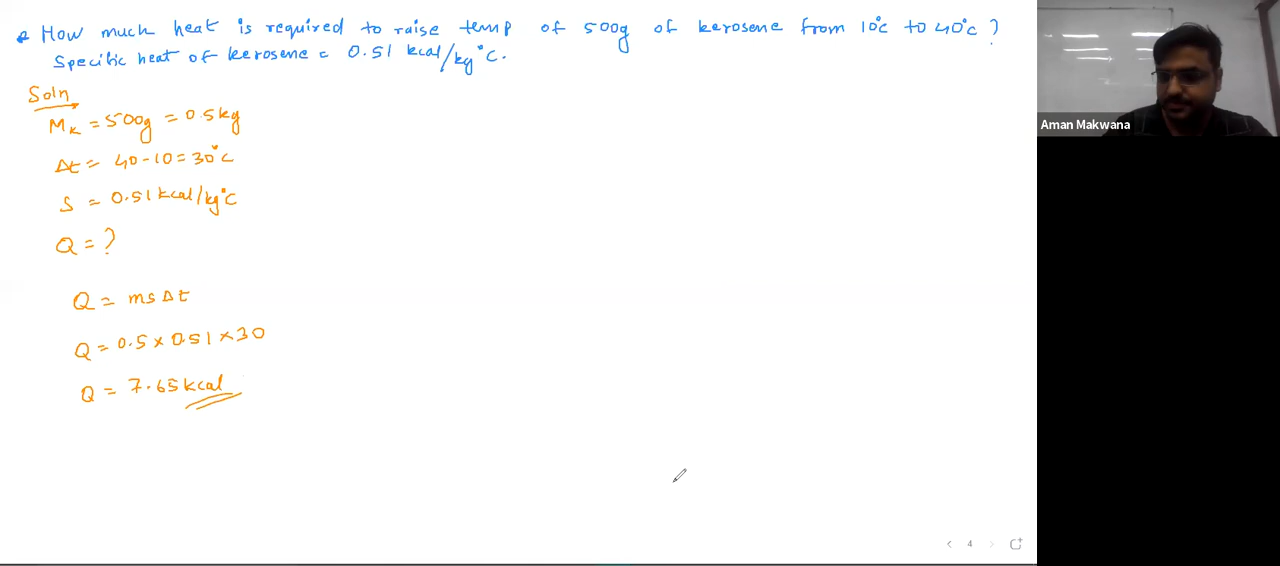 * How much heat is required to raise temp of 500g of kerosene from 10°c to 40°c ?
Specific heat of kerosene = 0.51 kcal/kg°C.
Soln
Mk = 500g = 0.5kg
Δt = 40-10 = 30°C
S = 0.51 kcal/kg°C
Q = ?
Q = msΔt
Q = 0.5 × 0.51 × 30
Q = 7.65 kcal
Aman Makwana
4